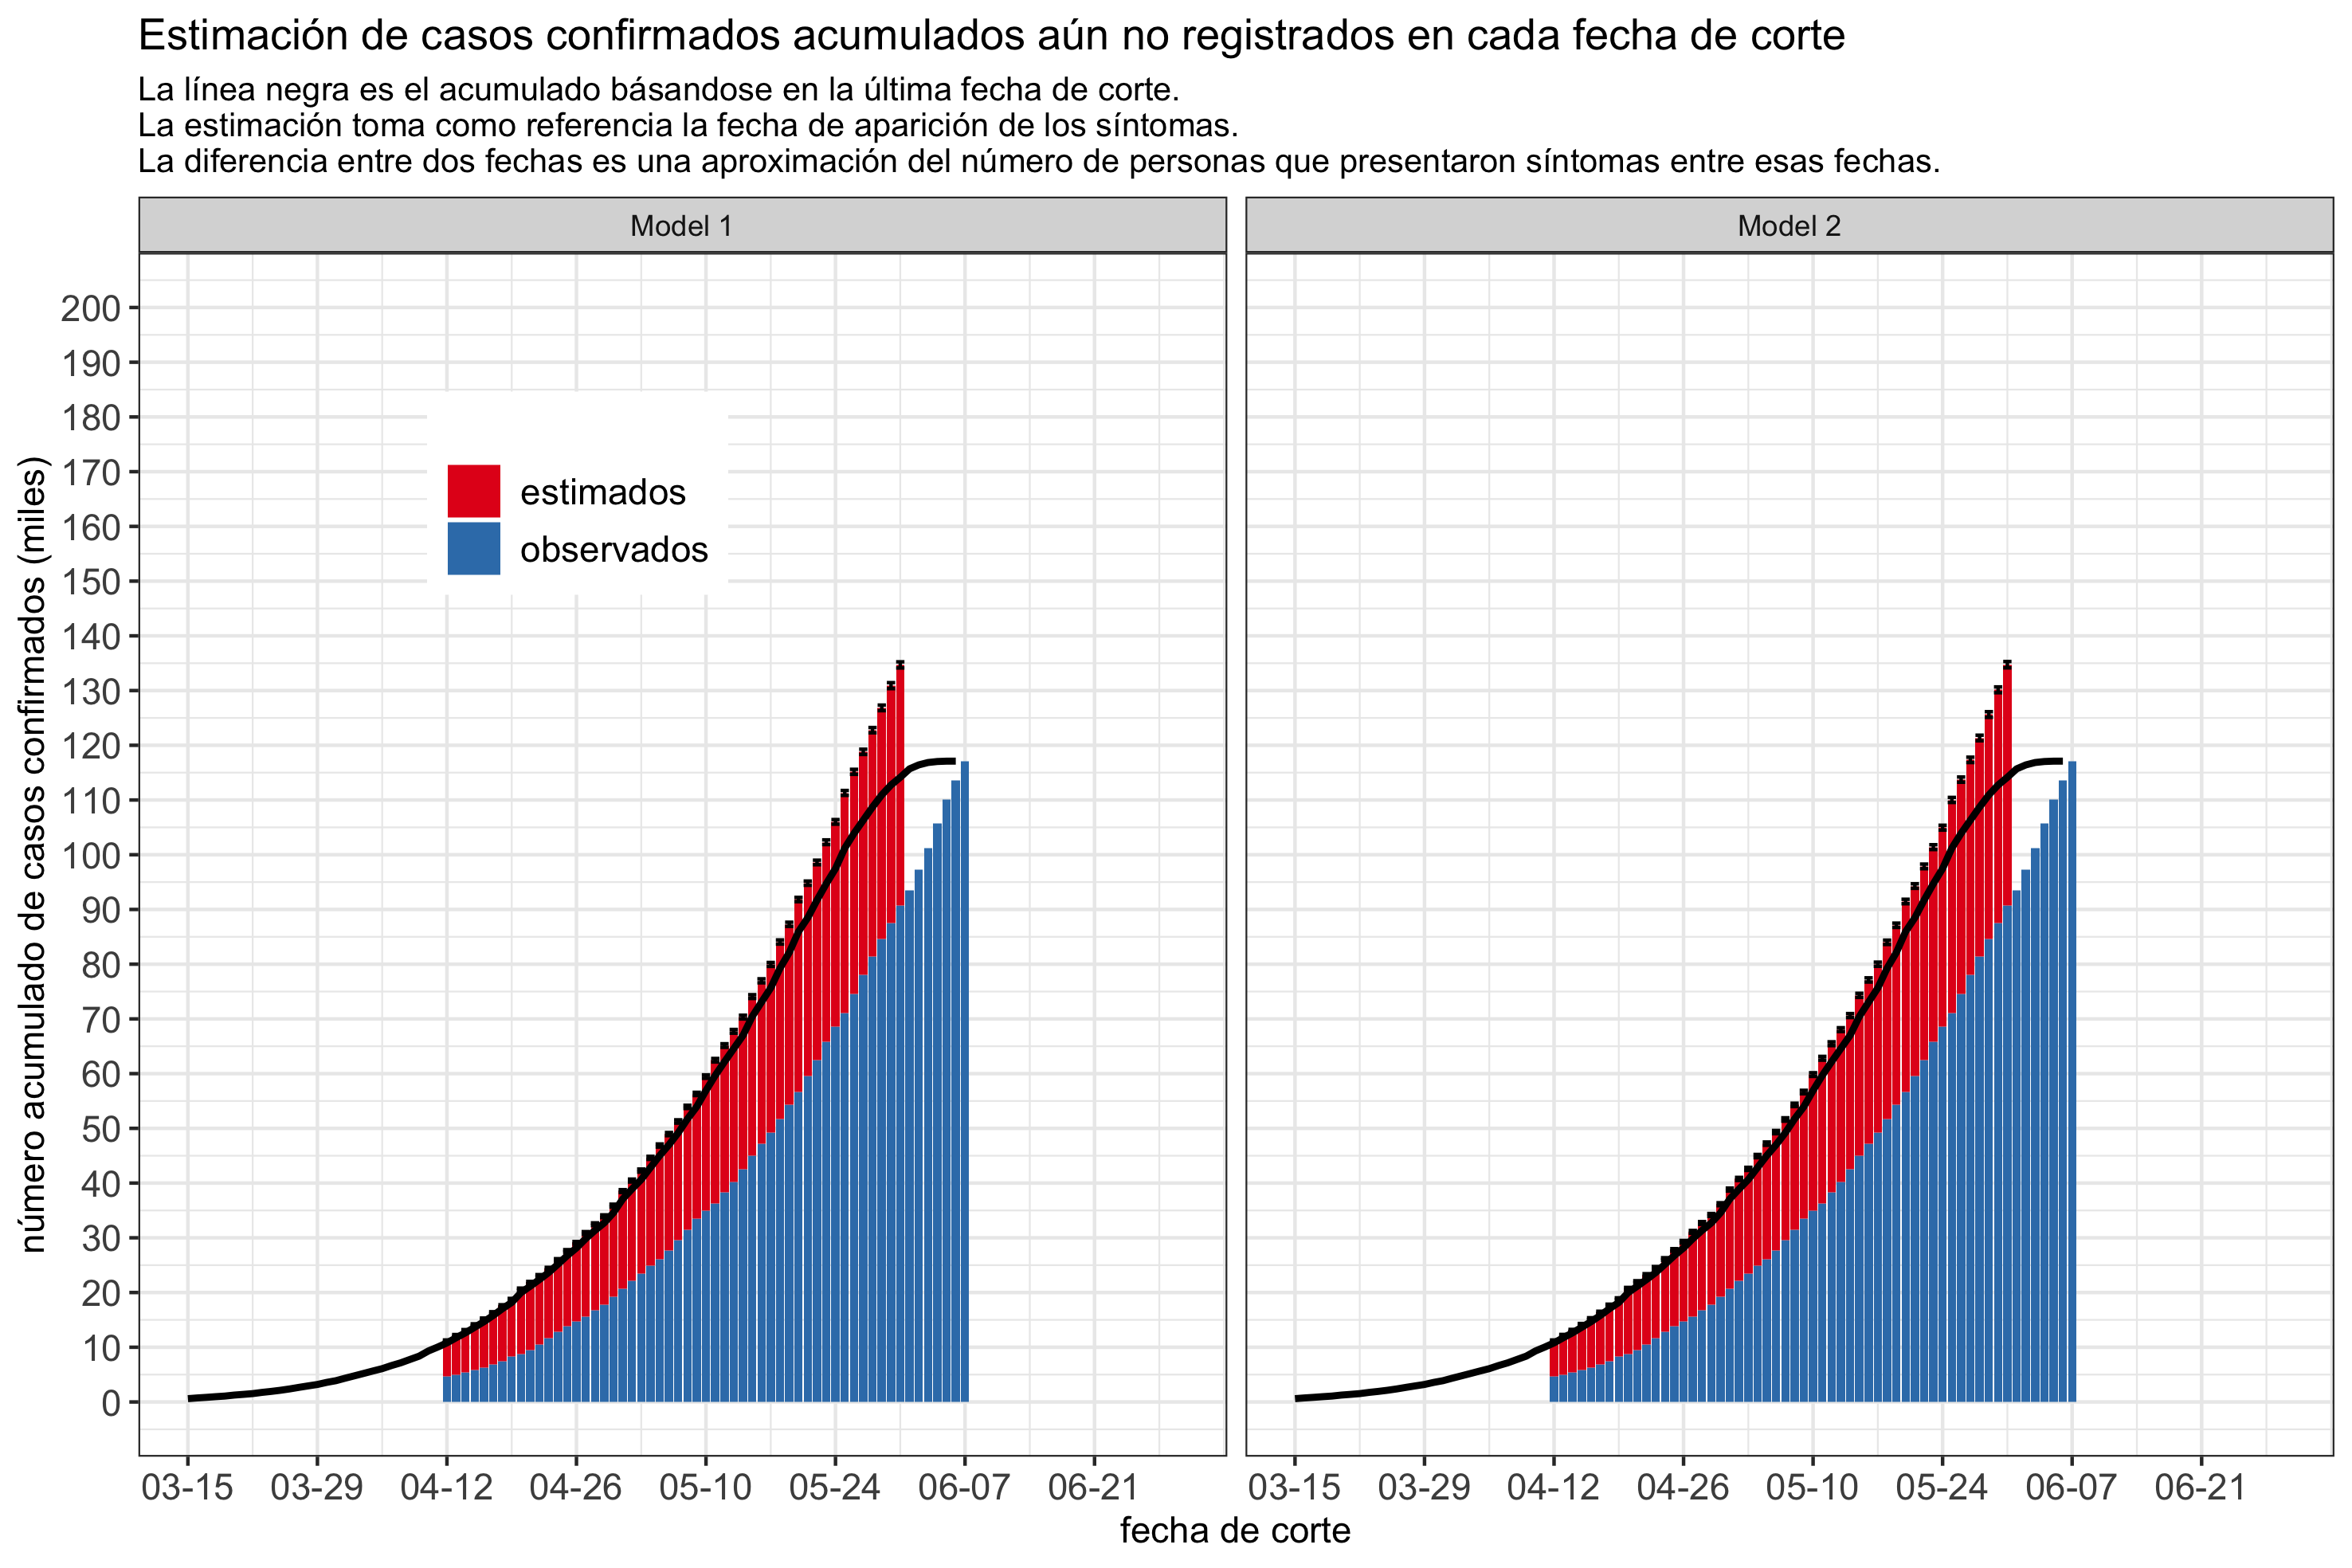 Estimación de casos confirmados acumulados aún no registrados en cada fecha de corte
La línea negra es el acumulado básandose en la última fecha de corte.
La estimación toma como referencia la fecha de aparición de los síntomas.
La diferencia entre dos fechas es una aproximación del número de personas que presentaron síntomas entre esas fechas.
Model 1
Model 2
número acumulado de casos confirmados (miles)
200
190
180
170
160
150
140
130
120
110
100
90
80
70
60
50
40
30
20
10
0
estimados
observados
03-15 03-29 04-12 04-26 05-10 05-24 06-07 06-21
03-15 03-29 04-12 04-26 05-10 05-24 06-07 06-21
fecha de corte